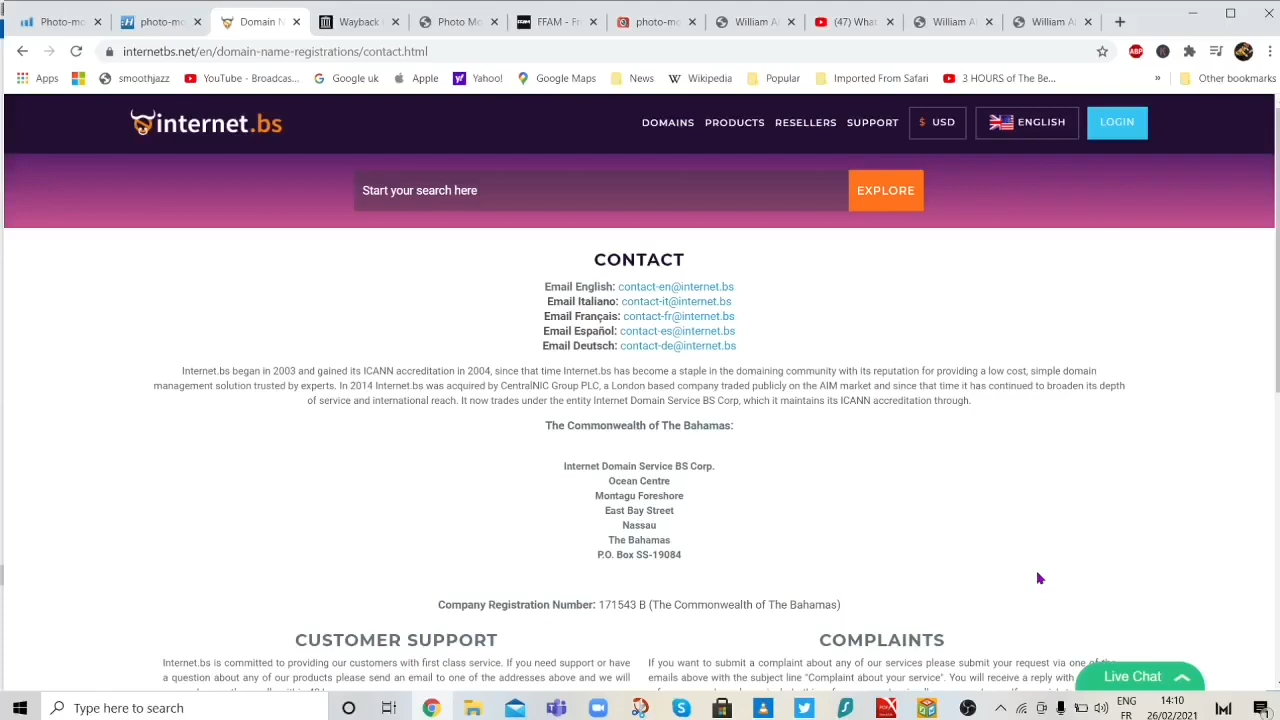 Photo-mo
photo-mo
Domain N
Wayback
Photo Mo
FFAM - Fr
photo-mo
William A
(47) What
William Al
William Al
internetbs.net/en/domain-name-registrations/contact.html
ABP
Apps
smoothjazz
YouTube - Broadcas...
Google uk
Apple
Yahoo!
Google Maps
News
Wikipedia
Popular
Imported From Safari
3 HOURS of The Be...
»
Other bookmarks
internet.bs
DOMAINS
PRODUCTS
RESELLERS
SUPPORT
$ USD
ENGLISH
LOGIN
Start your search here
EXPLORE
CONTACT
Email English: contact-en@internet.bs
Email Italiano: contact-it@internet.bs
Email Français: contact-fr@internet.bs
Email Español: contact-es@internet.bs
Email Deutsch: contact-de@internet.bs
Internet.bs began in 2003 and gained its ICANN accreditation in 2004, since that time Internet.bs has become a staple in the domaining community with its reputation for providing a low cost, simple domain
management solution trusted by experts. In 2014 Internet.bs was acquired by CentralNIC Group PLC, a London based company traded publicly on the AIM market and since that time it has continued to broaden its depth
of service and international reach. It now trades under the entity Internet Domain Service BS Corp, which it maintains its ICANN accreditation through.
The Commonwealth of The Bahamas:
Internet Domain Service BS Corp.
Ocean Centre
Montagu Foreshore
East Bay Street
Nassau
The Bahamas
P.O. Box SS-19084
Company Registration Number: 171543 B (The Commonwealth of The Bahamas)
CUSTOMER SUPPORT
Internet.bs is committed to providing our customers with first class service. If you need support or have
a question about any of our products please send an email to one of the addresses above and we will
COMPLAINTS
If you want to submit a complaint about any of our services please submit your request via one of the
emails above with the subject line "Complaint about your service". You will receive a reply with
Live Chat
Type here to search
FR
14:10
26/02/2021